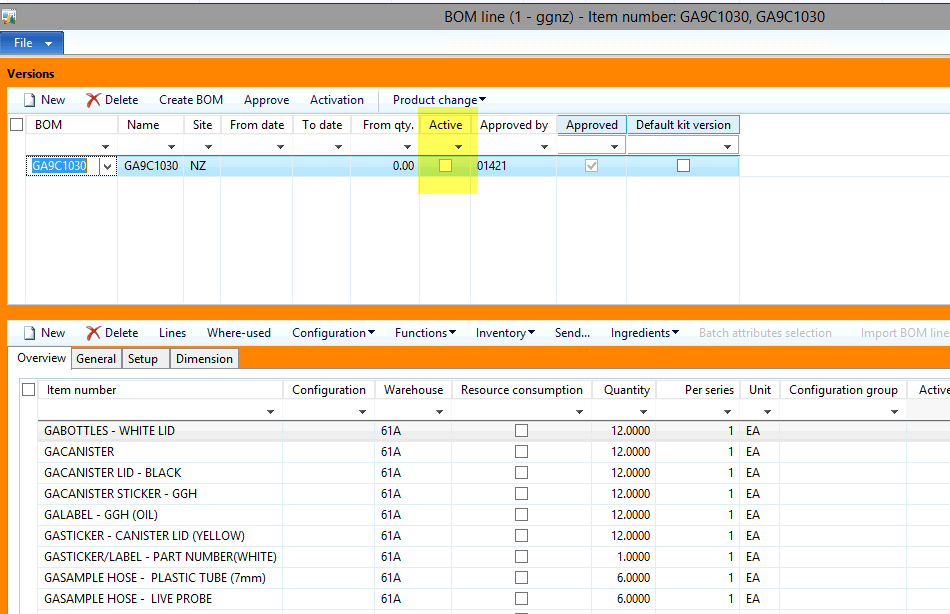 BOM line (1 - ggnz) - Item number: GA9C1030, GA9C1030
File
Versions
New Delete Create BOM Approve Activation Product change
BOM Name Site From date To date From qty. Active Approved by Approved Default kit version
GA9C1030 GA9C1030 NZ 0.00 01421
New Delete Lines Where-used Configuration Functions Inventory Send... Ingredients Batch attributes selection Import BOM line
Overview General Setup Dimension
Item number Configuration Warehouse Resource consumption Quantity Per series Unit Configuration group Active
GABOTTLES - WHITE LID 61A 12.0000 1 EA
GACANISTER 61A 12.0000 1 EA
GACANISTER LID - BLACK 61A 12.0000 1 EA
GACANISTER STICKER - GGH 61A 12.0000 1 EA
GALABEL - GGH (OIL) 61A 12.0000 1 EA
GASTICKER - CANISTER LID (YELLOW) 61A 12.0000 1 EA
GASTICKER/LABEL - PART NUMBER(WHITE) 61A 1.0000 1 EA
GASAMPLE HOSE - PLASTIC TUBE (7mm) 61A 6.0000 1 EA
GASAMPLE HOSE - LIVE PROBE 61A 6.0000 1 EA